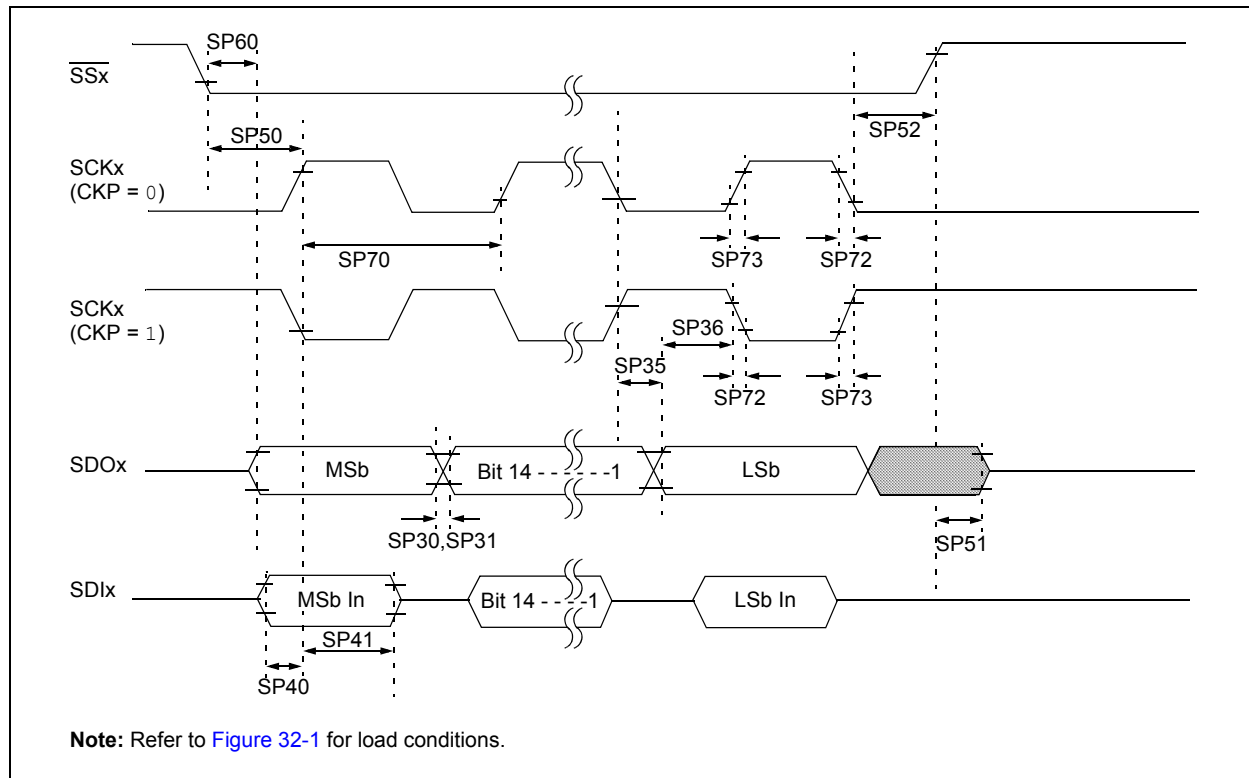 SP60
SSx
SP50
SP52
SCKx
(CKP = 0)
SP70
SP73
SP72
SCKx
(CKP = 1)
SP36
SP35
SP72
SP73
SDOx
MSb
Bit 14 - - - - - -1
LSb
SP30,SP31
SP51
SDIx
MSb In
Bit 14 - - - -1
LSb In
SP41
SP40
Note: Refer to Figure 32-1 for load conditions.